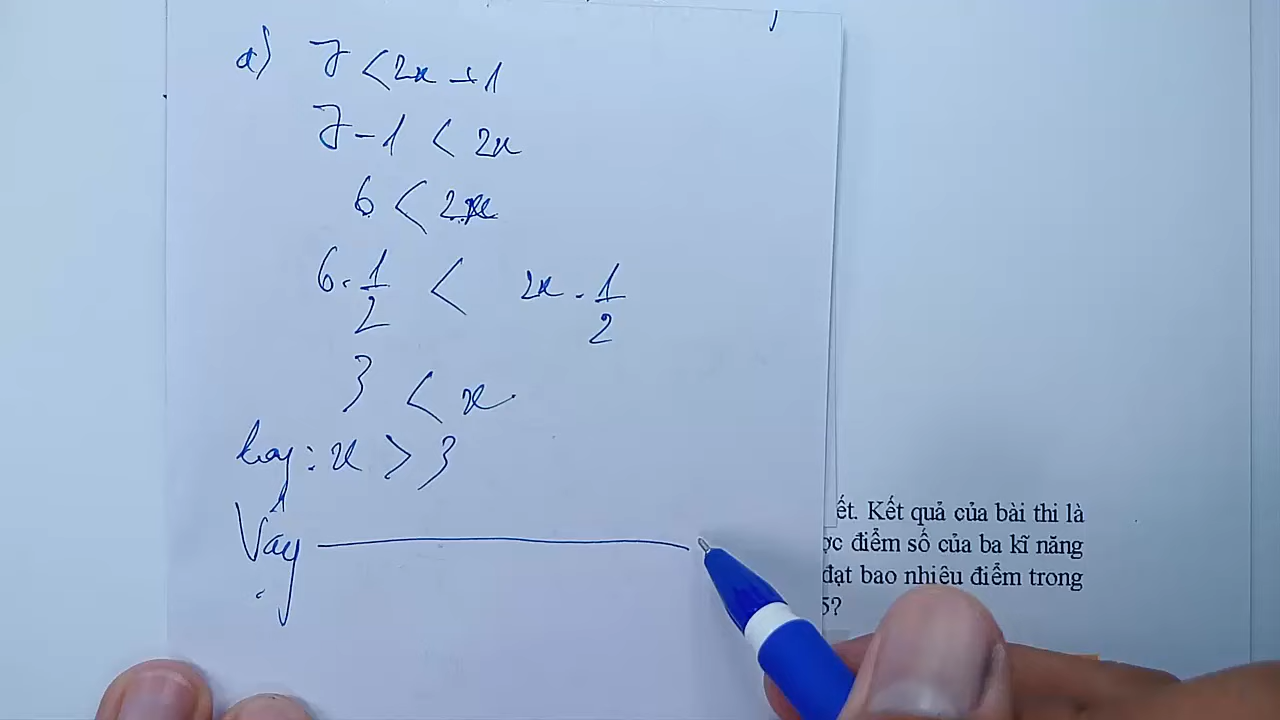 a) 7 < 2x + 1
7 - 1 < 2x
6 < 2x
6 . 1/2 < 2x . 1/2
3 < x
hay: x > 3
Vậy
ết. Kết quả của bài thi là
ợc điểm số của ba kĩ năng
đạt bao nhiêu điểm trong
5?